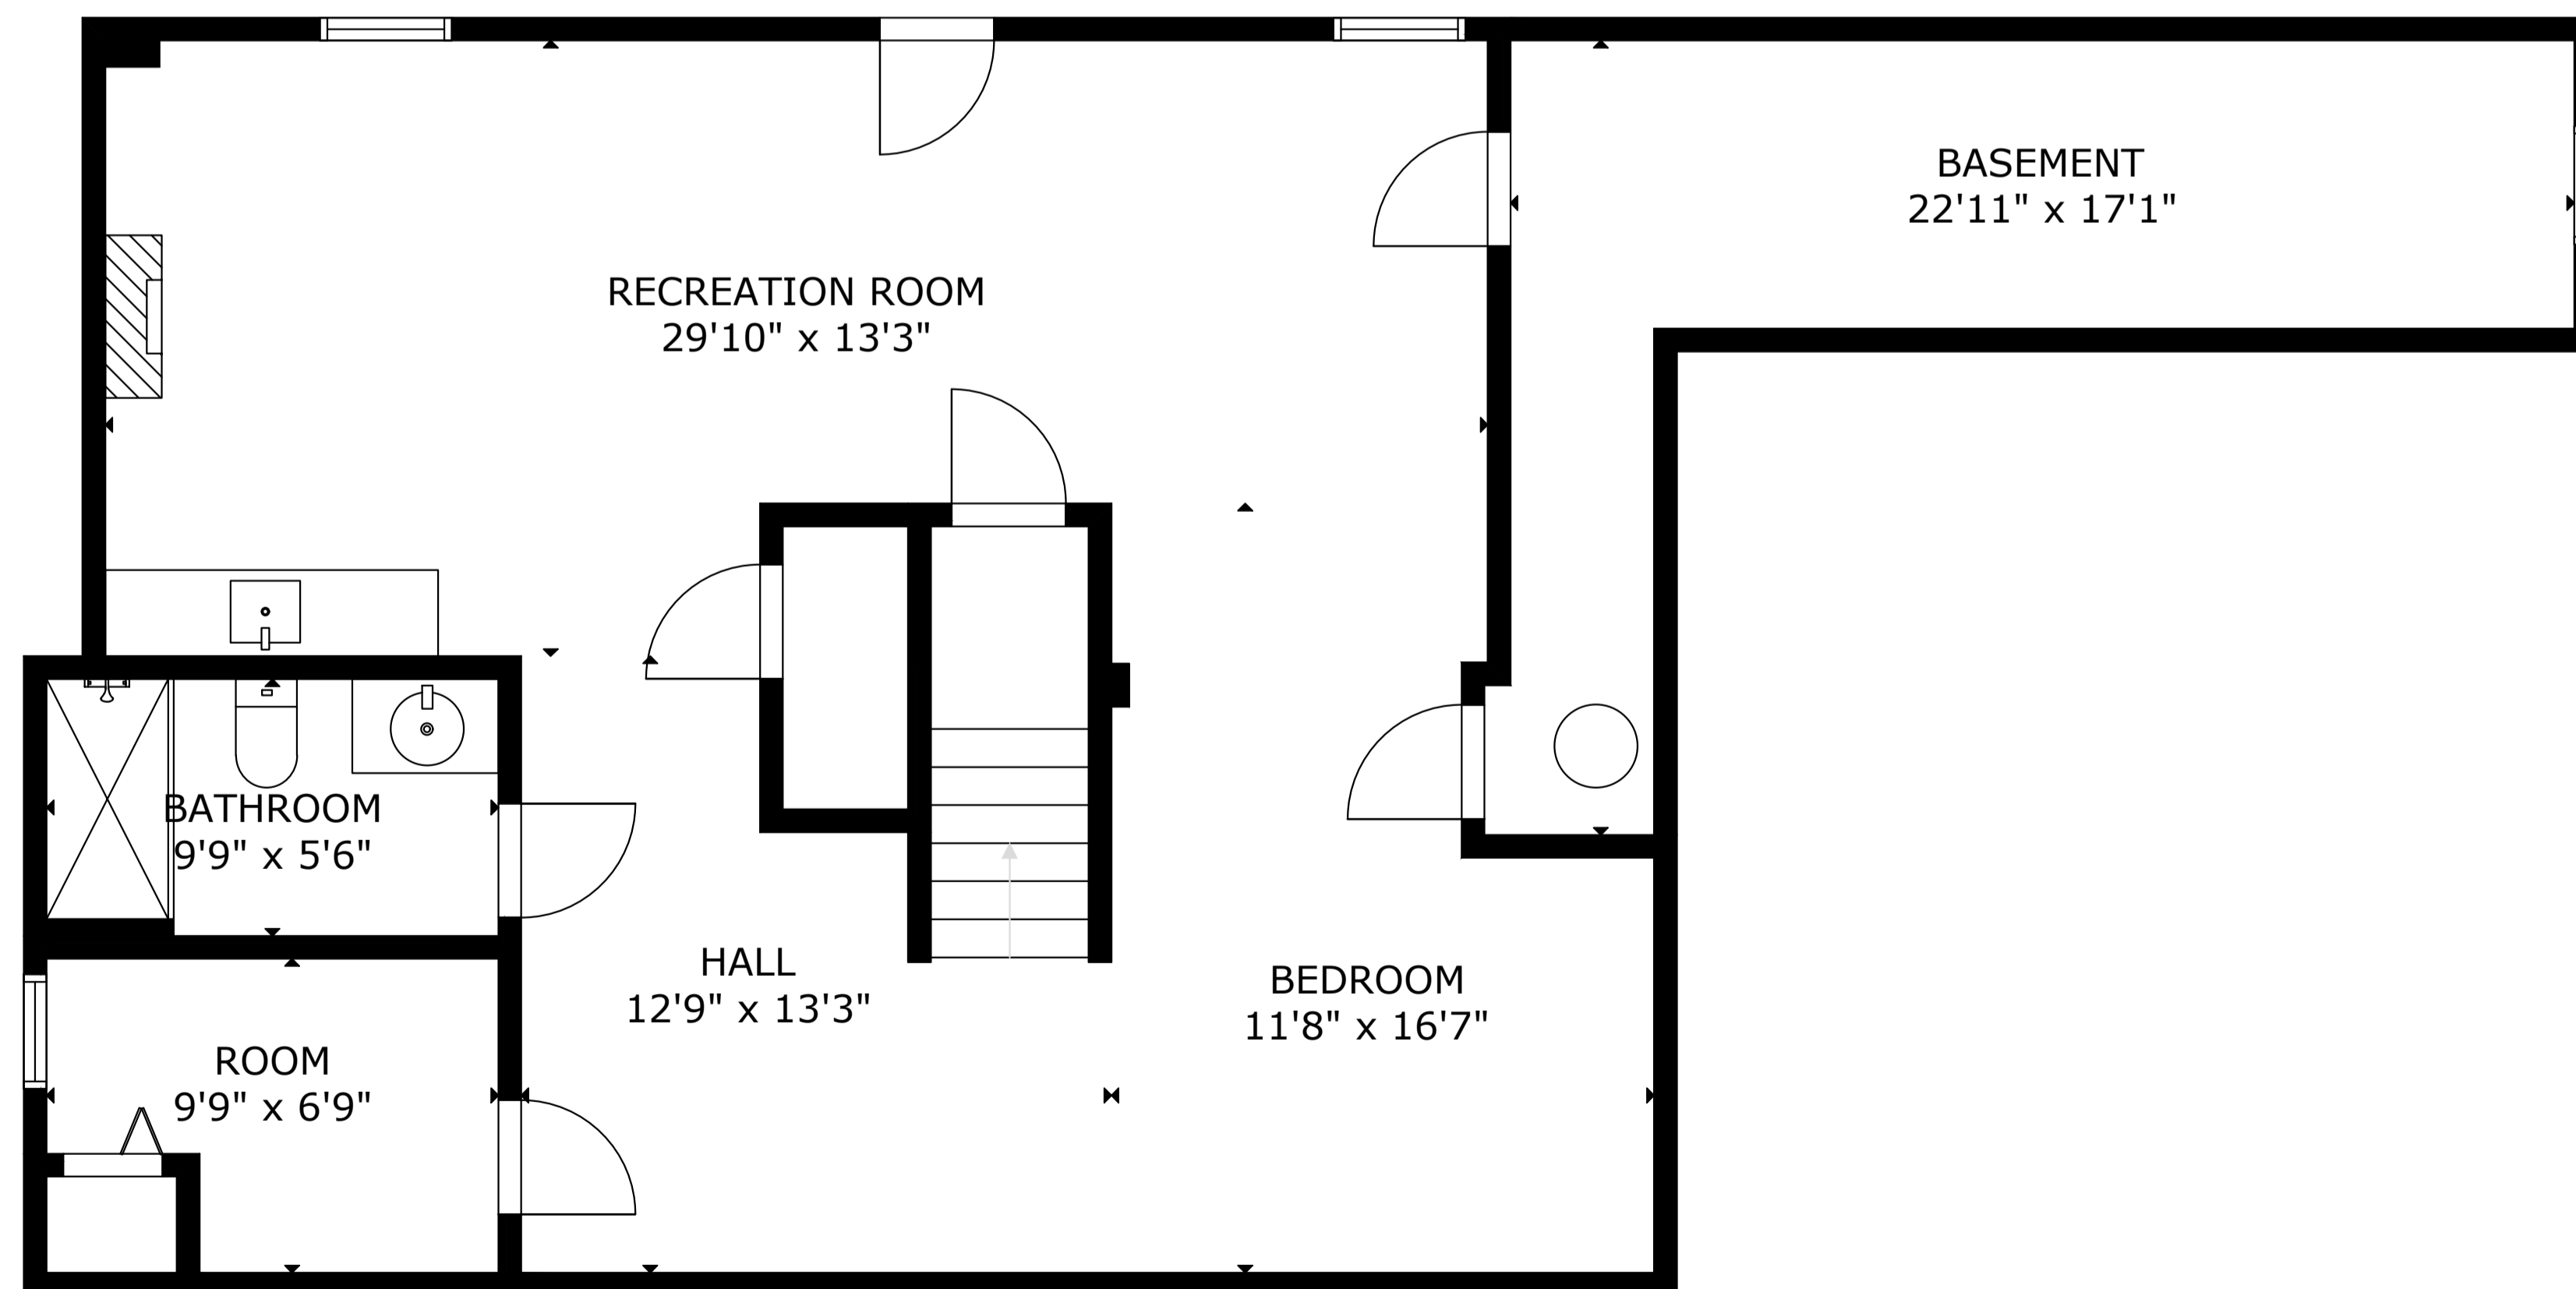 BASEMENT
22'11" x 17'1"
RECREATION ROOM
29'10" x 13'3"
BATHROOM
9'9" x 5'6"
HALL
12'9" x 13'3"
BEDROOM
11'8" x 16'7"
ROOM
9'9" x 6'9"